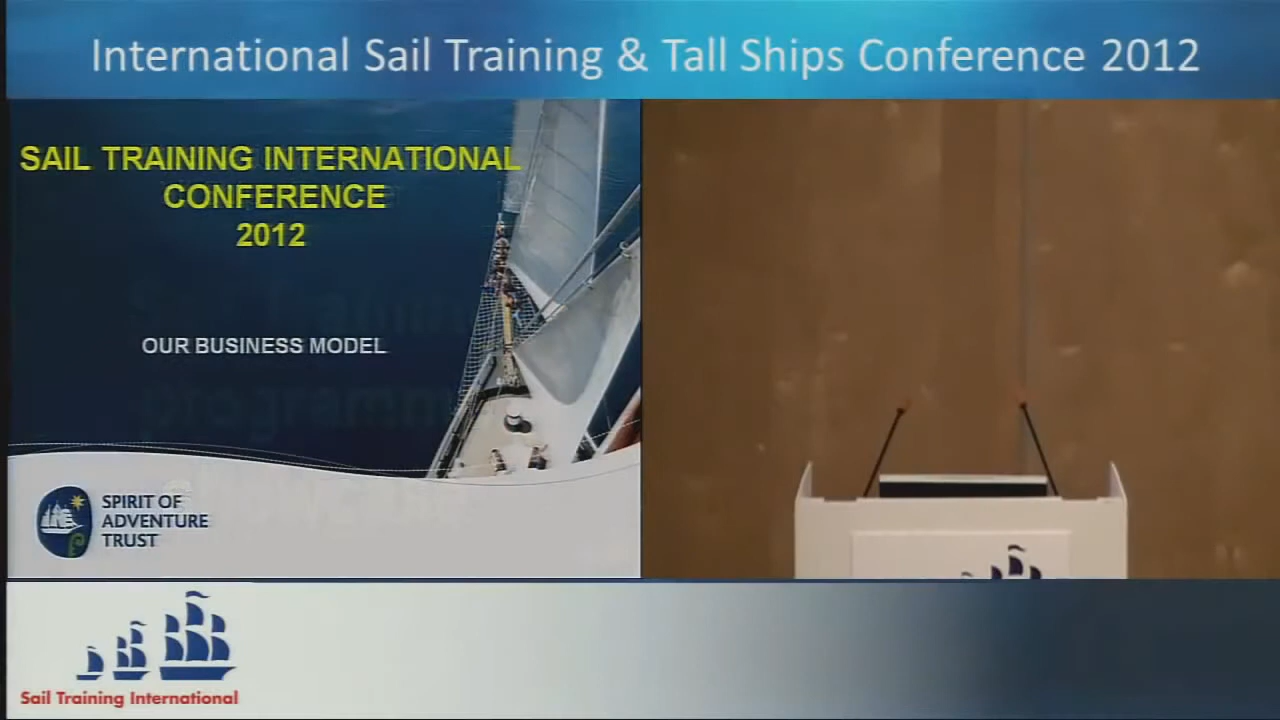 International Sail Training & Tall Ships Conference 2012
SAIL TRAINING INTERNATIONAL
CONFERENCE
2012
OUR BUSINESS MODEL
programme
SPIRIT OF
ADVENTURE
TRUST
Sail Training International